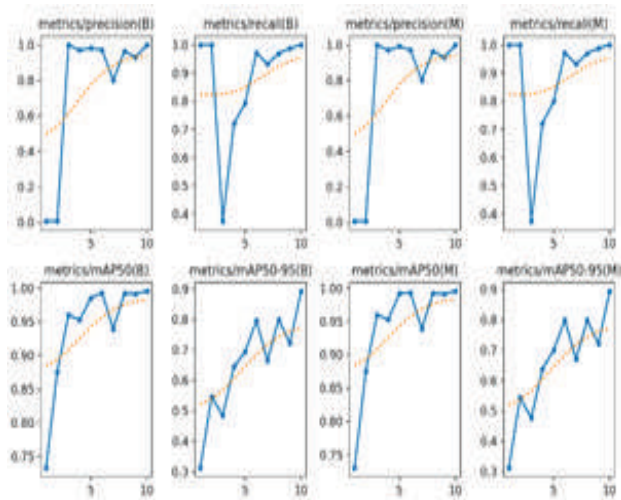 metrics/precision(B) metrics/recall(B) metrics/precision(M) metrics/recall(M)
1.0 1.0 1.0 1.0
0.8 0.9 0.8 0.9
0.6 0.8 0.6 0.8
0.7 0.7
0.4 0.6 0.4 0.6
0.2 0.5 0.2 0.5
0.0 0.4 0.0 0.4
5 10 5 10 5 10 5 10
metrics/mAP50(B) metrics/mAP50-95(B) metrics/mAP50(M) metrics/mAP50-95(M)
1.00 0.9 1.00 0.9
0.95 0.8 0.95 0.8
0.90 0.7 0.90 0.7
0.85 0.6 0.85 0.6
0.80 0.5 0.80 0.5
0.75 0.4 0.75 0.4
0.3 0.3
5 10 5 10 5 10 5 10